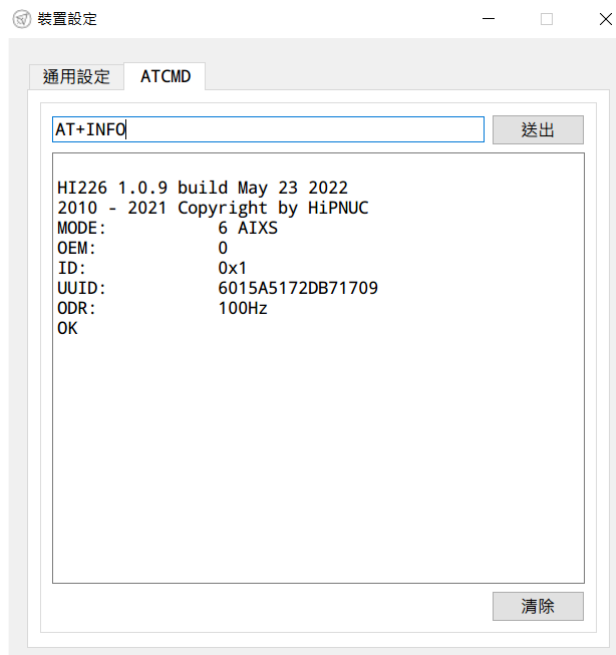 裝置設定
通用設定 ATCMD
AT+INFO
送出
HI226 1.0.9 build May 23 2022
2010 - 2021 Copyright by HiPNUC
MODE: 6 AIXS
OEM: 0
ID: 0x1
UUID: 6015A5172DB71709
ODR: 100Hz
OK
清除